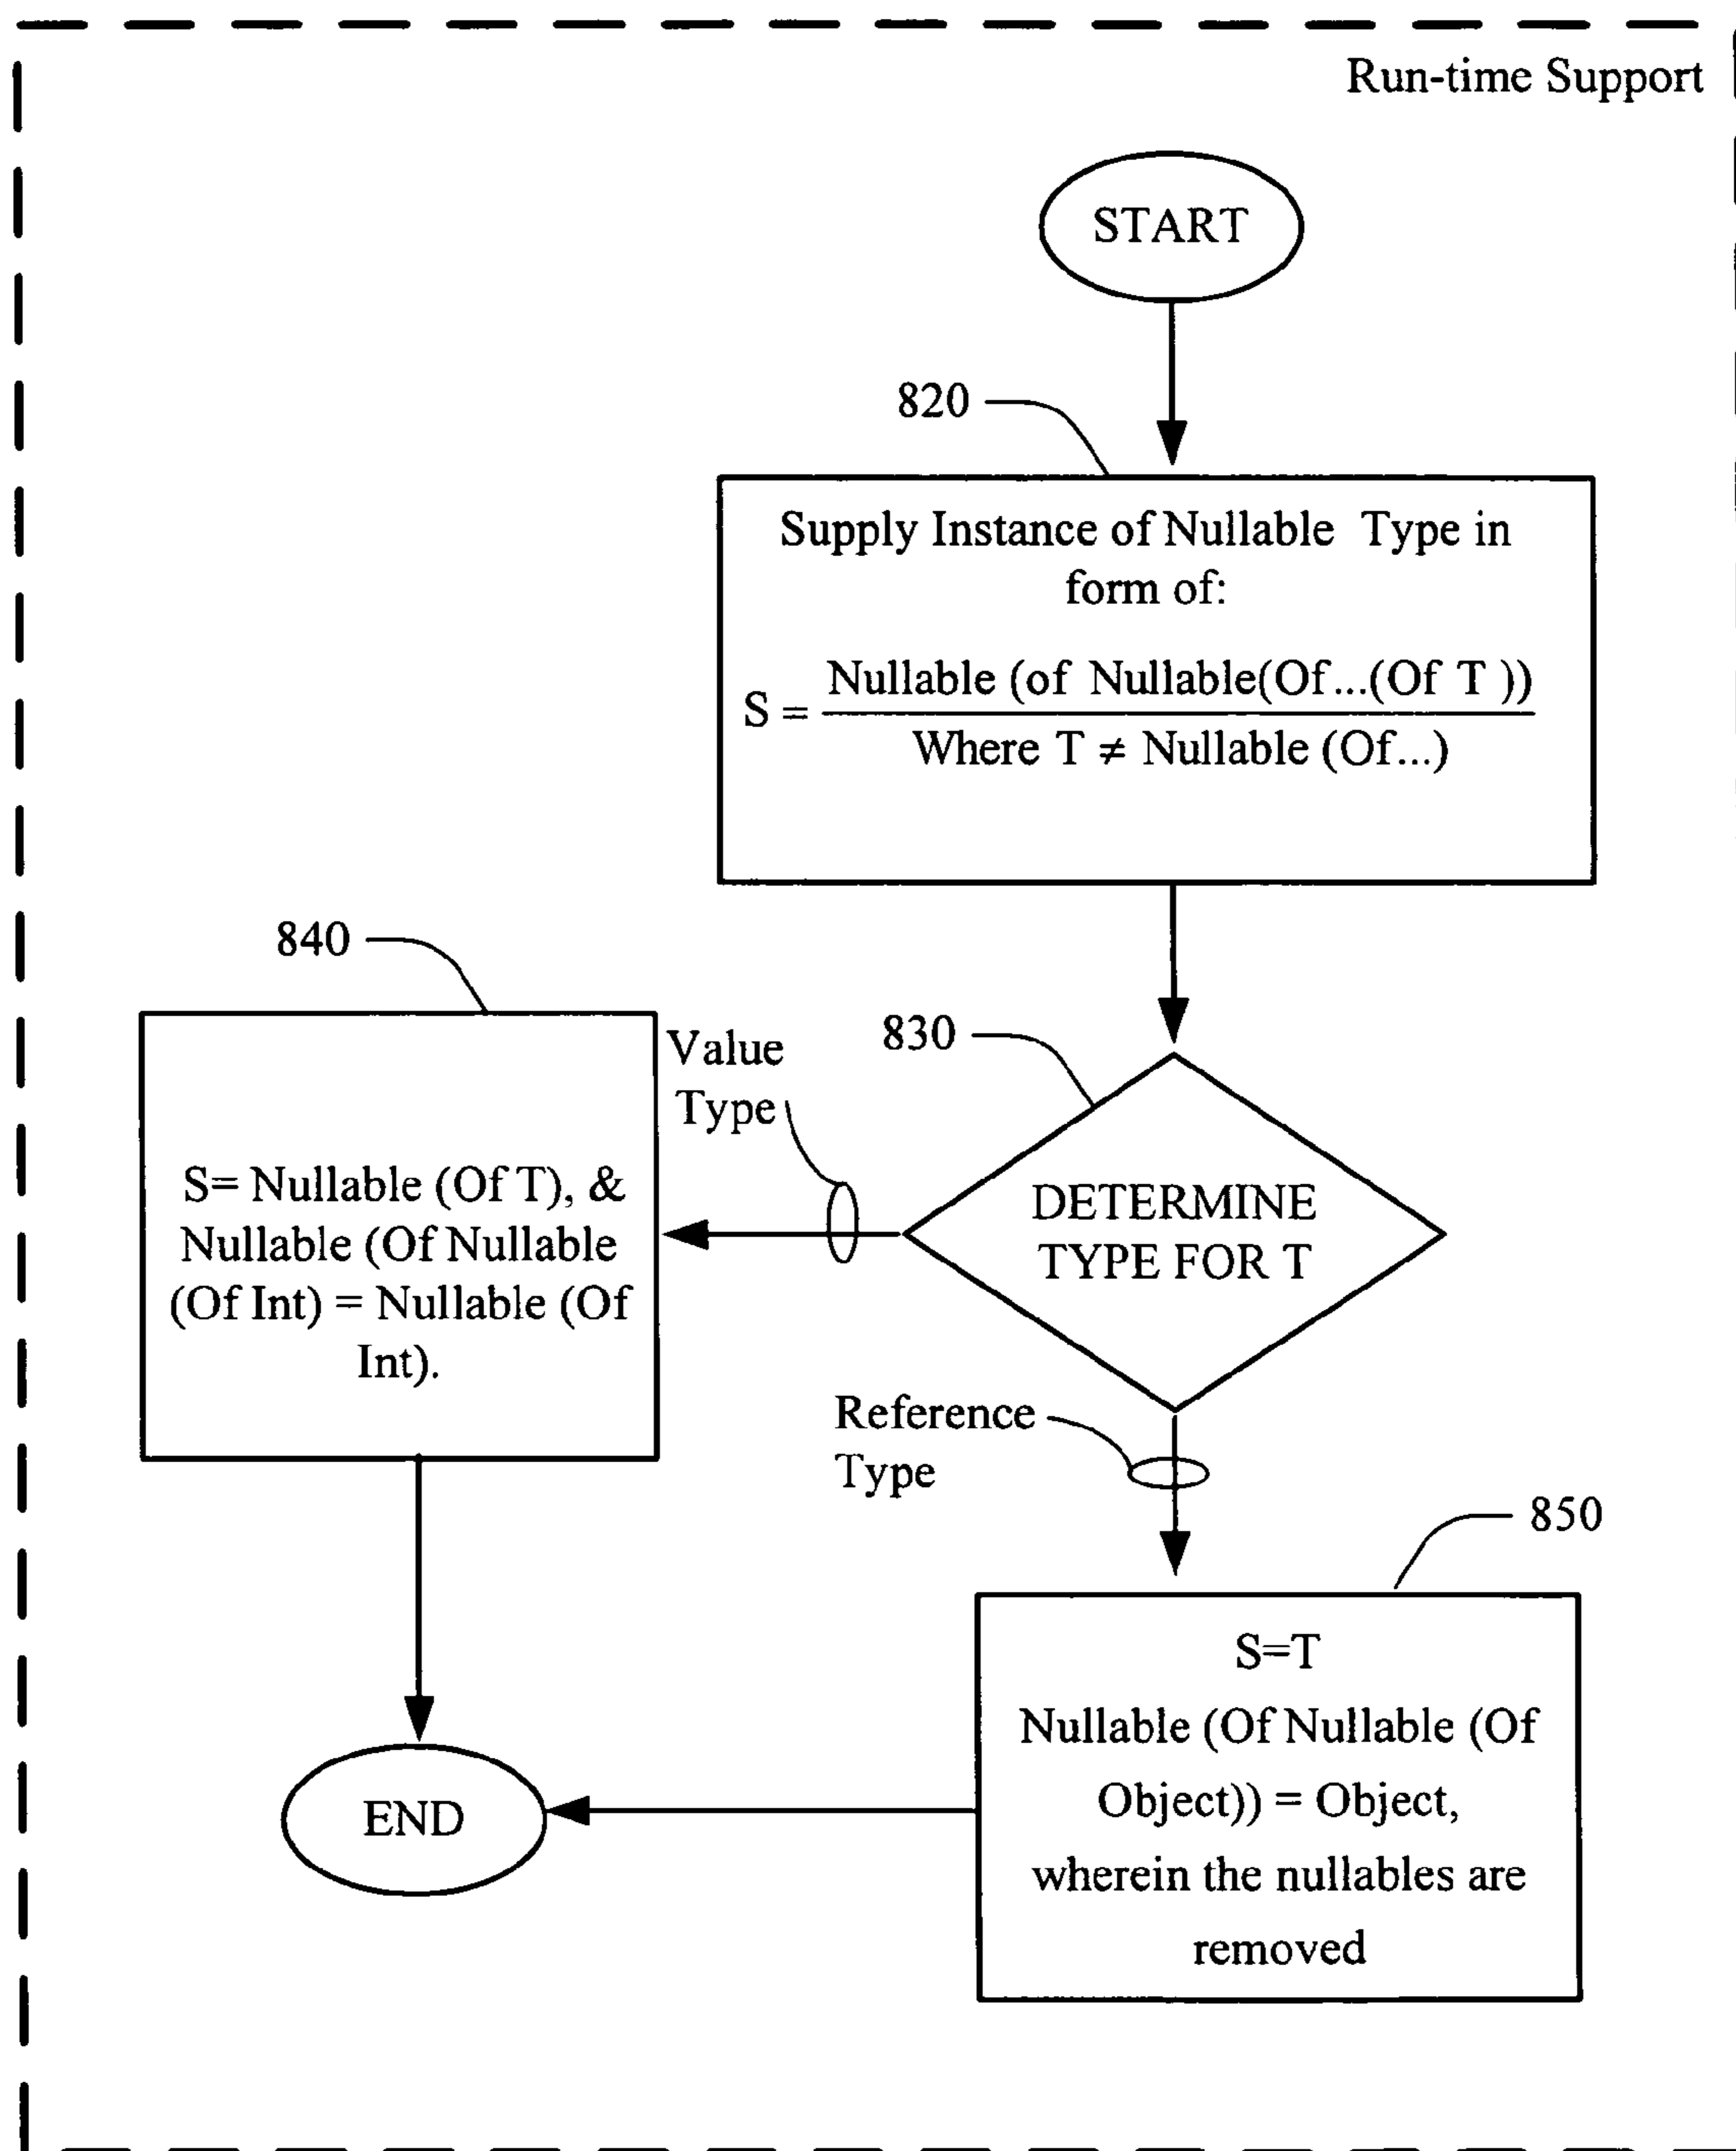 Run-time Support
START
820
Supply Instance of Nullable Type in
form of:
S = Nullable (of Nullable(Of...(Of T ))
Where T ≠ Nullable (Of...)
840
Value
Type
830
DETERMINE
TYPE FOR T
S= Nullable (Of T), &
Nullable (Of Nullable
(Of Int) = Nullable (Of
Int).
Reference
Type
850
S=T
Nullable (Of Nullable (Of
Object)) = Object,
wherein the nullables are
removed
END